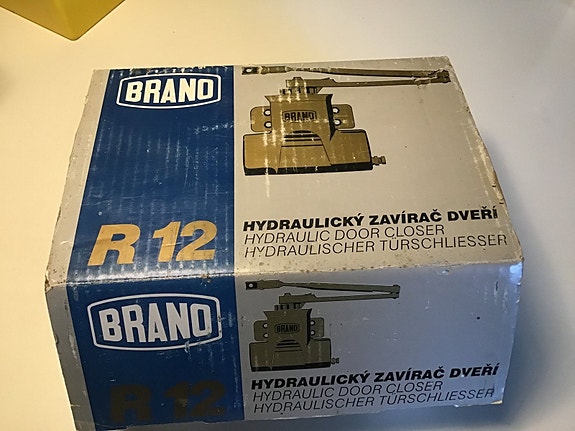 BRANO
BRANO
R 12
HYDRAULICKÝ ZAVÍRAČ DVEŘÍ
HYDRAULIC DOOR CLOSER
HYDRAULISCHER TÜRSCHLIESSER
BRANO
BRANO
R 12
HYDRAULICKÝ ZAVÍRAČ DVEŘÍ
HYDRAULIC DOOR CLOSER
HYDRAULISCHER TÜRSCHLIESSER